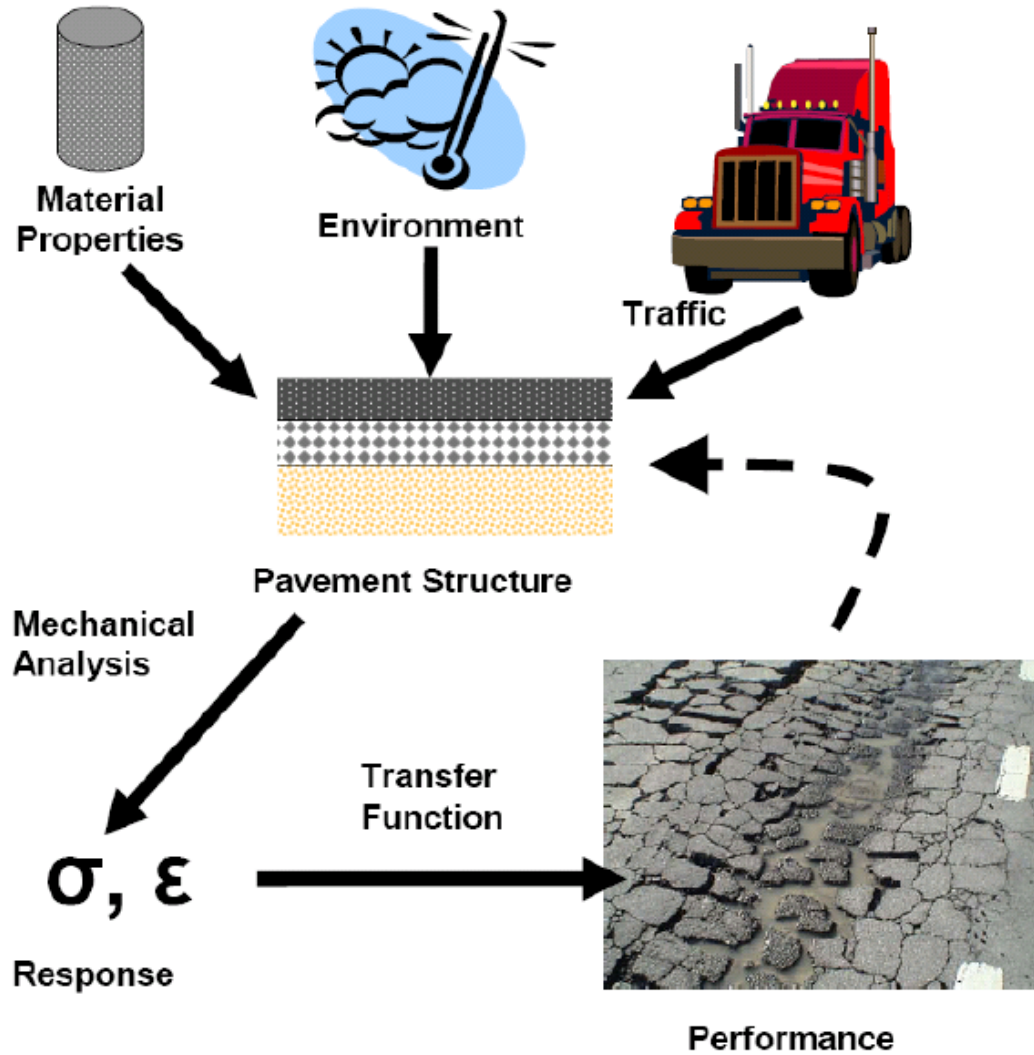 Material
Properties
Environment
Traffic
Pavement Structure
Mechanical
Analysis
Transfer
Function
σ, ε
Response
Performance